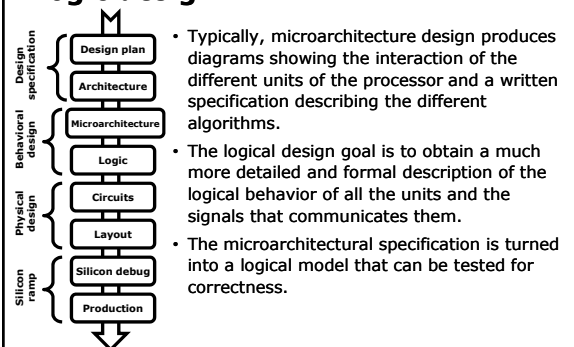 Design specification
Design plan
Architecture
Behavioral design
Microarchitecture
Logic
Physical design
Circuits
Layout
Silicon ramp
Silicon debug
Production
• Typically, microarchitecture design produces
diagrams showing the interaction of the
different units of the processor and a written
specification describing the different
algorithms.
• The logical design goal is to obtain a much
more detailed and formal description of the
logical behavior of all the units and the
signals that communicates them.
• The microarchitectural specification is turned
into a logical model that can be tested for
correctness.